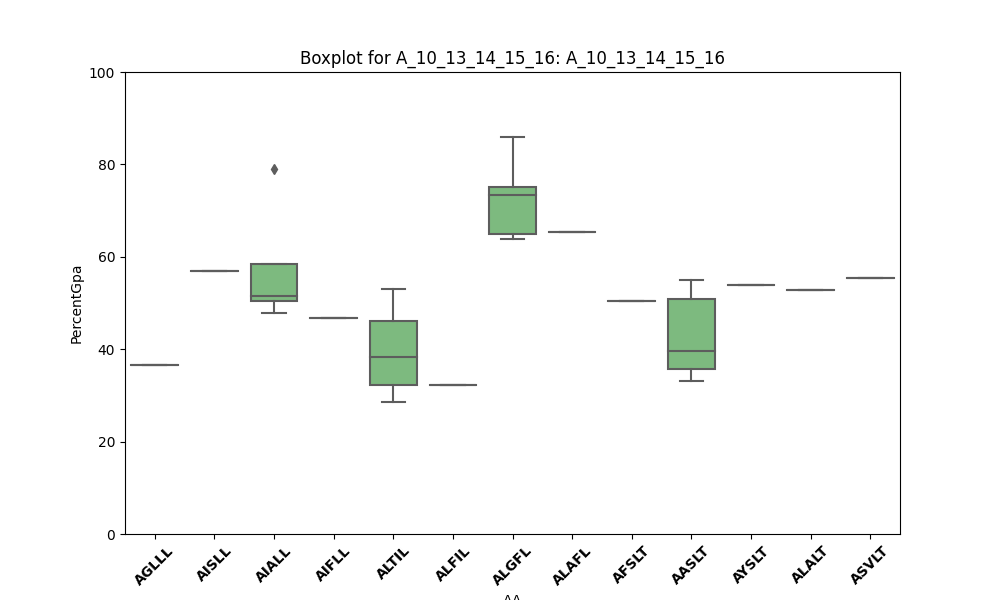 Boxplot for A_10_13_14_15_16: A_10_13_14_15_16
100
80
60
40
20
0
PercentGpa
AGLLL AISLL AIALL AIFLL ALTIL ALFIL ALGFL ALAFL AFSLT AASLT AYSLT ALALT ASVLT
AA